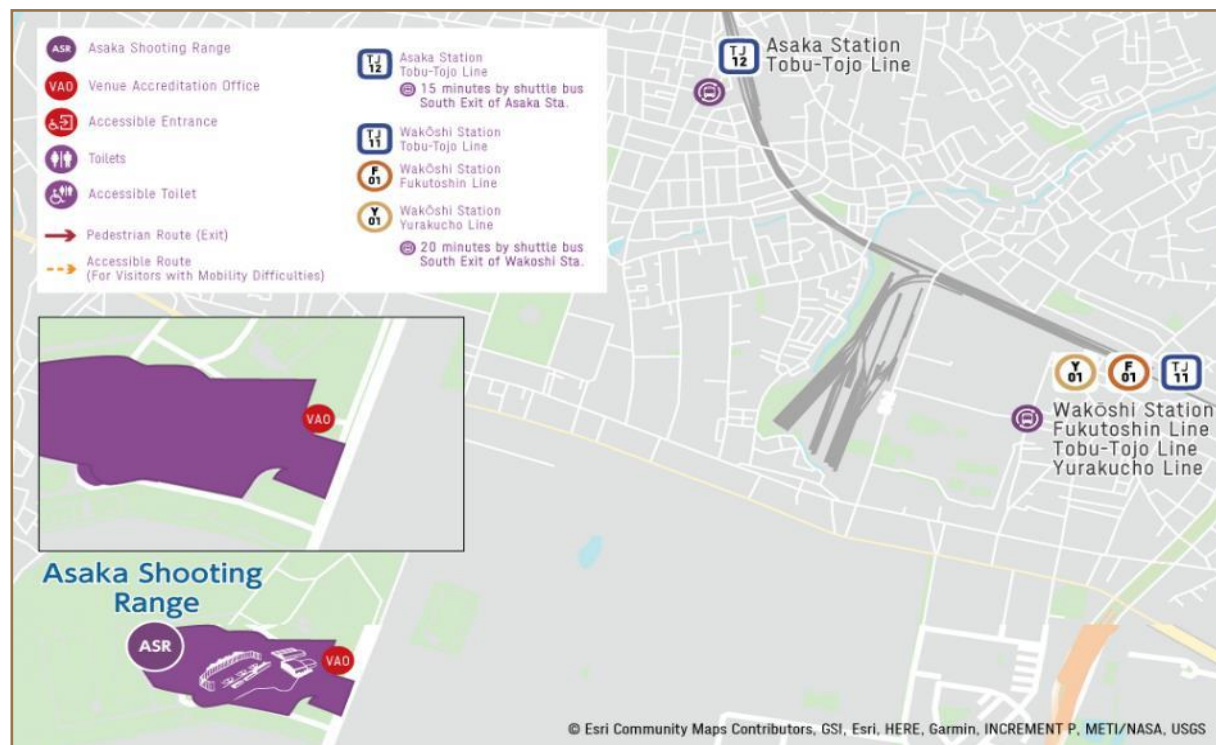 ASR Asaka Shooting Range
VAO Venue Accreditation Office
Accessible Entrance
Toilets
Accessible Toilet
Pedestrian Route (Exit)
Accessible Route
(For Visitors with Mobility Difficulties)
TJ
12
Asaka Station
Tobu-Tojo Line
15 minutes by shuttle bus
South Exit of Asaka Sta.
TJ
11
Wakōshi Station
Tobu-Tojo Line
F
01
Wakōshi Station
Fukutoshin Line
Y
01
Wakōshi Station
Yurakucho Line
20 minutes by shuttle bus
South Exit of Wakoshi Sta.
TJ
12
Asaka Station
Tobu-Tojo Line
Y
01
F
01
TJ
11
Wakōshi Station
Fukutoshin Line
Tobu-Tojo Line
Yurakucho Line
VAO
Asaka Shooting
Range
ASR
VAO
© Esri Community Maps Contributors, GSI, Esri, HERE, Garmin, INCREMENT P, METI/NASA, USGS